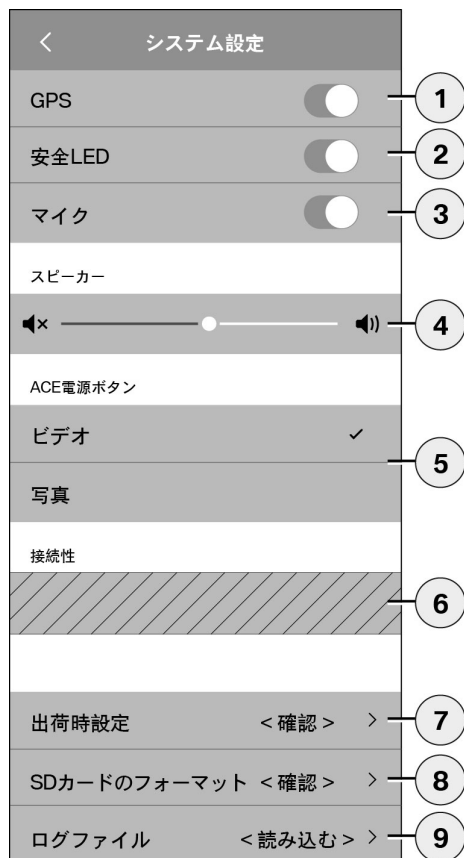 システム設定
GPS
1
安全LED
2
マイク
3
スピーカー
4
ACE電源ボタン
ビデオ
5
写真
接続性
6
出荷時設定 <確認> > 7
SDカードのフォーマット <確認> > 8
ログファイル <読み込む> > 9